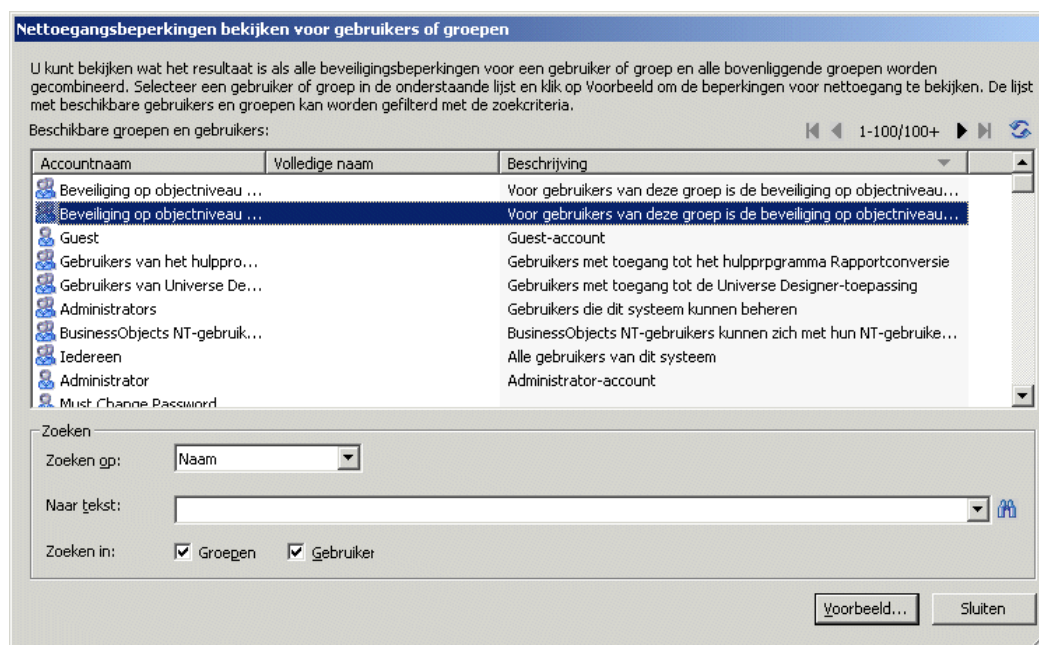 Nettoegangsbeperkingen bekijken voor gebruikers of groepen
U kunt bekijken wat het resultaat is als alle beveiligingsbeperkingen voor een gebruiker of groep en alle bovenliggende groepen worden
gecombineerd. Selecteer een gebruiker of groep in de onderstaande lijst en klik op Voorbeeld om de beperkingen voor nettoegang te bekijken. De lijst
met beschikbare gebruikers en groepen kan worden gefilterd met de zoekcriteria.
Beschikbare groepen en gebruikers: 1-100/100+
Accountnaam Volledige naam Beschrijving
Beveiliging op objectniveau ... Voor gebruikers van deze groep is de beveiliging op objectniveau...
Beveiliging op objectniveau ... Voor gebruikers van deze groep is de beveiliging op objectniveau...
Guest Guest-account
Gebruikers van het hulppro... Gebruikers met toegang tot het hulpprpgramma Rapportconversie
Gebruikers van Universe De... Gebruikers met toegang tot de Universe Designer-toepassing
Administrators Gebruikers die dit systeem kunnen beheren
BusinessObjects NT-gebruik... BusinessObjects NT-gebruikers kunnen zich met hun NT-gebruike...
Iedereen Alle gebruikers van dit systeem
Administrator Administrator-account
Must Change Password
Zoeken
Zoeken op: Naam
Naar tekst:
Zoeken in: Groepen Gebruiker
Voorbeeld... Sluiten